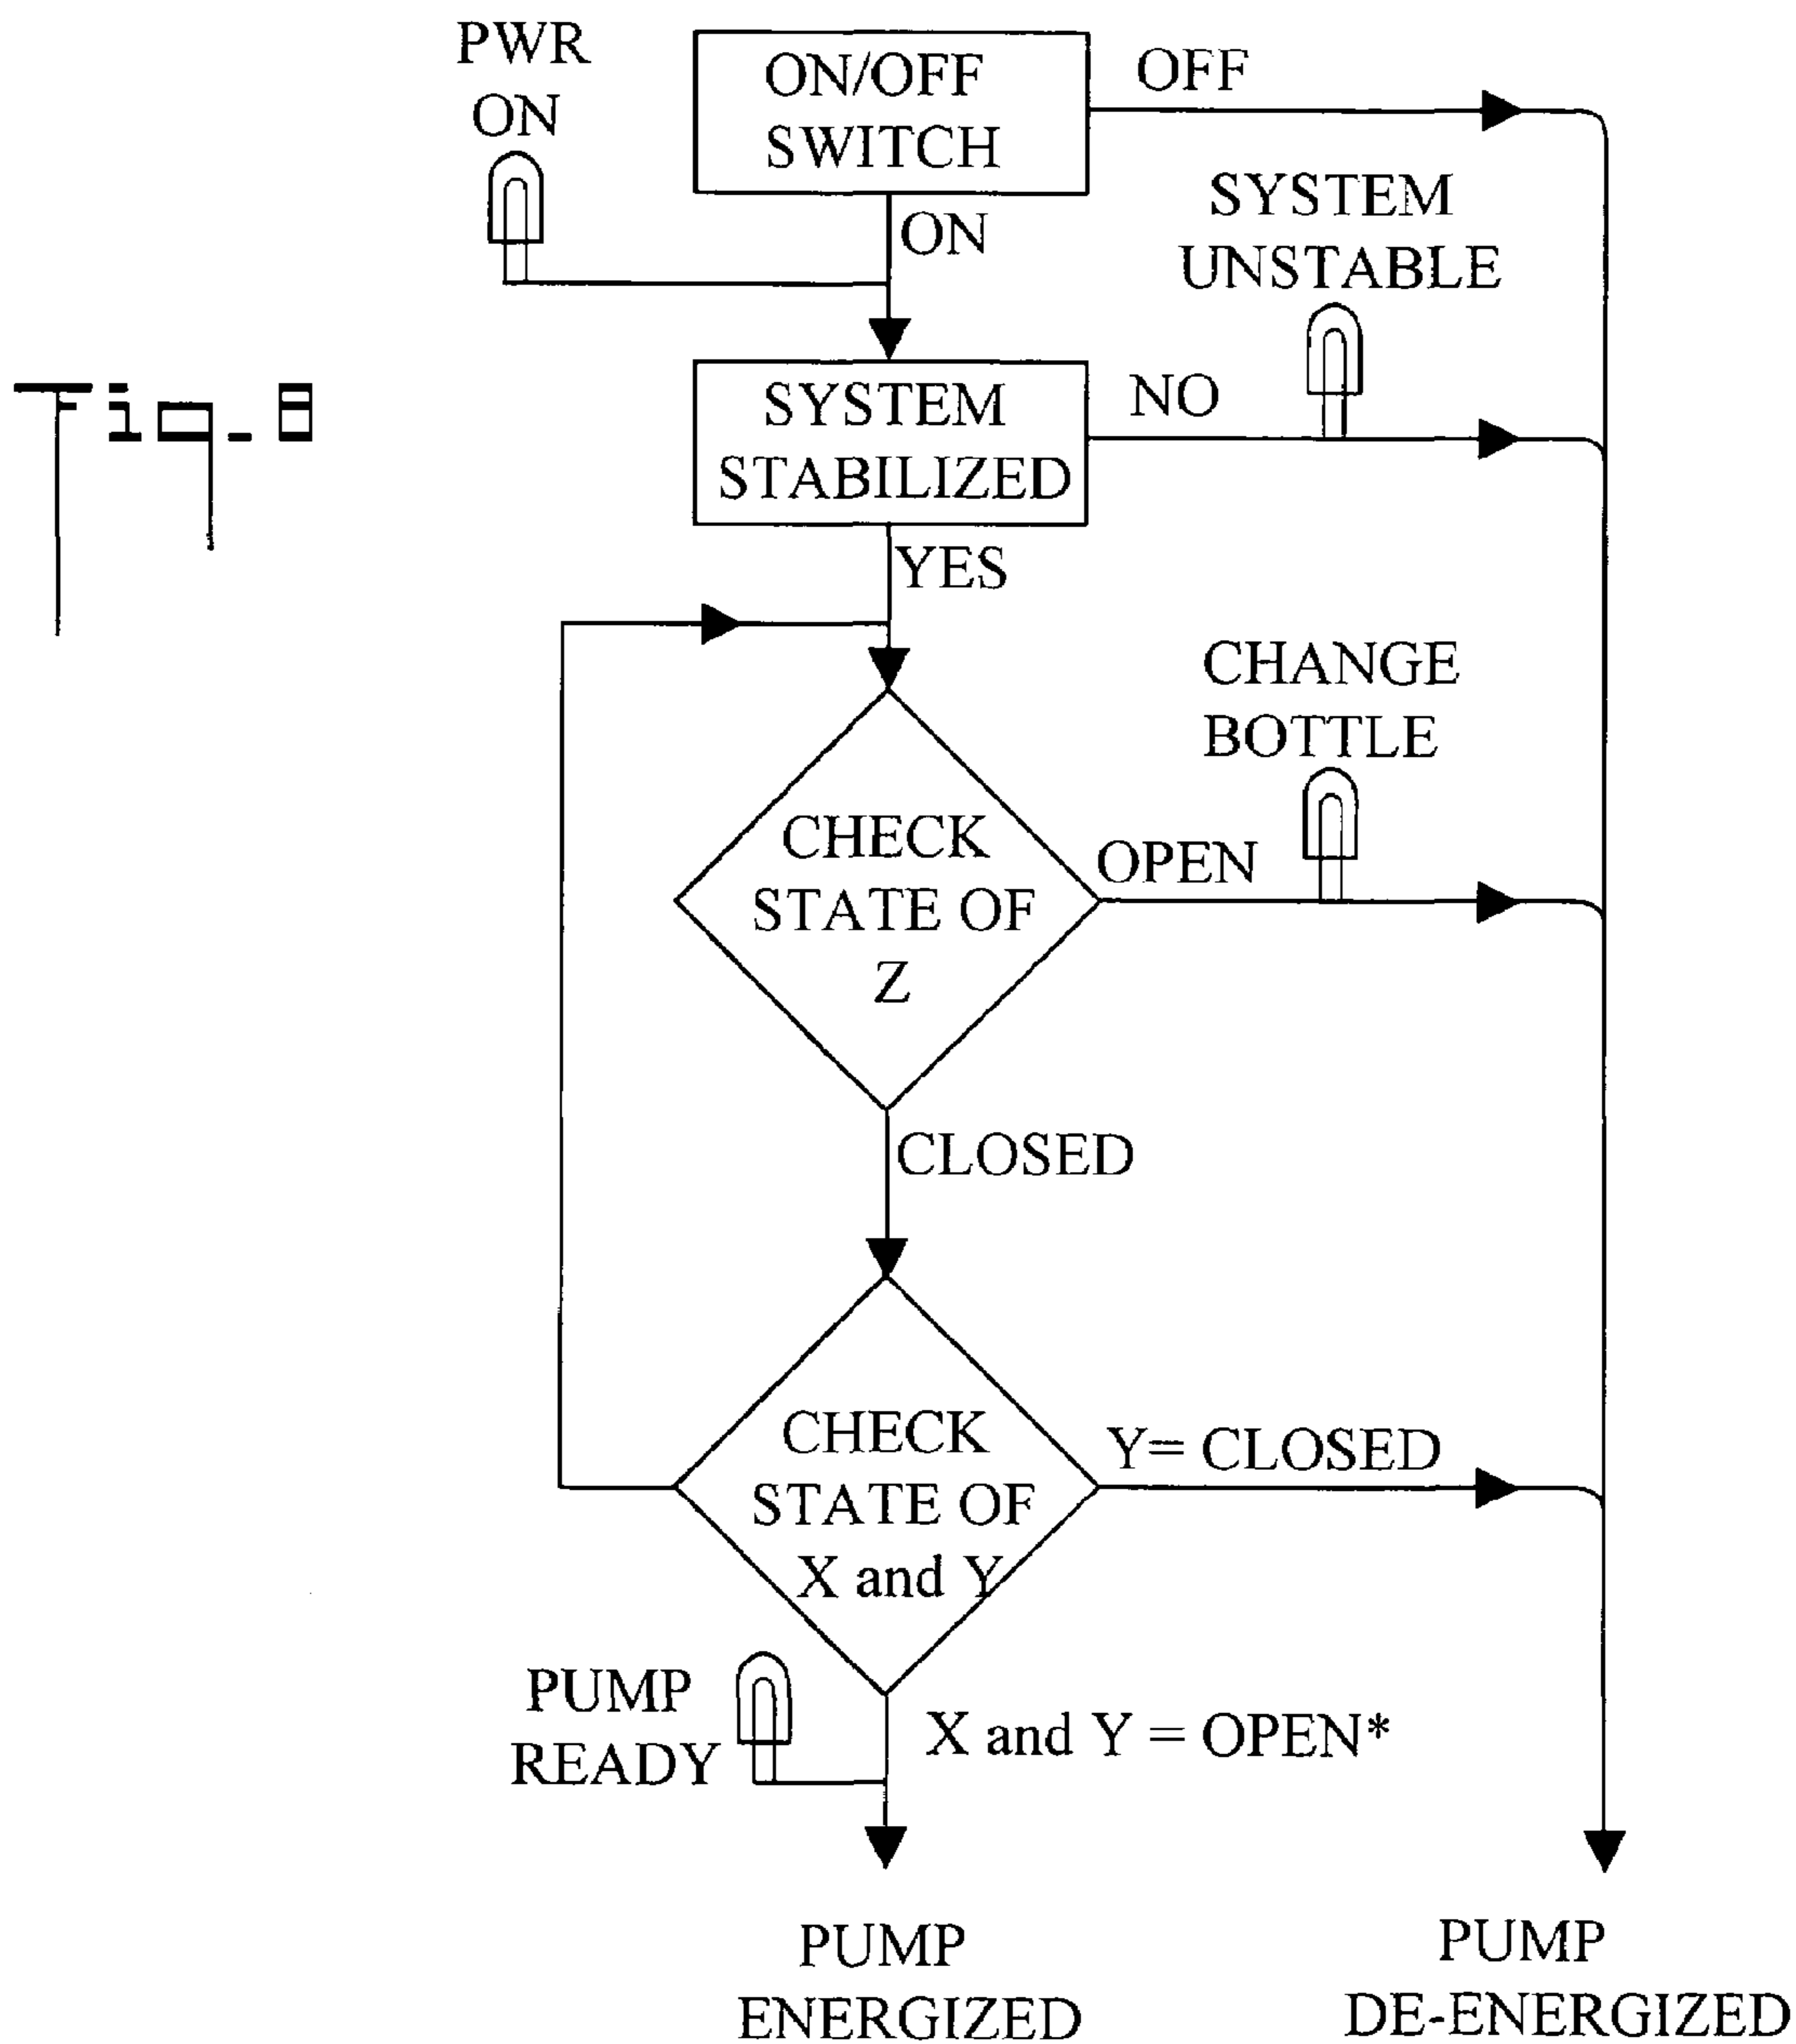 PWR
ON
ON/OFF
SWITCH
OFF
ON
SYSTEM
UNSTABLE
Fig. 8
SYSTEM
STABILIZED
NO
YES
CHANGE
BOTTLE
CHECK
STATE OF
Z
OPEN
CLOSED
CHECK
STATE OF
X and Y
Y= CLOSED
PUMP
READY
X and Y = OPEN*
PUMP
ENERGIZED
PUMP
DE-ENERGIZED